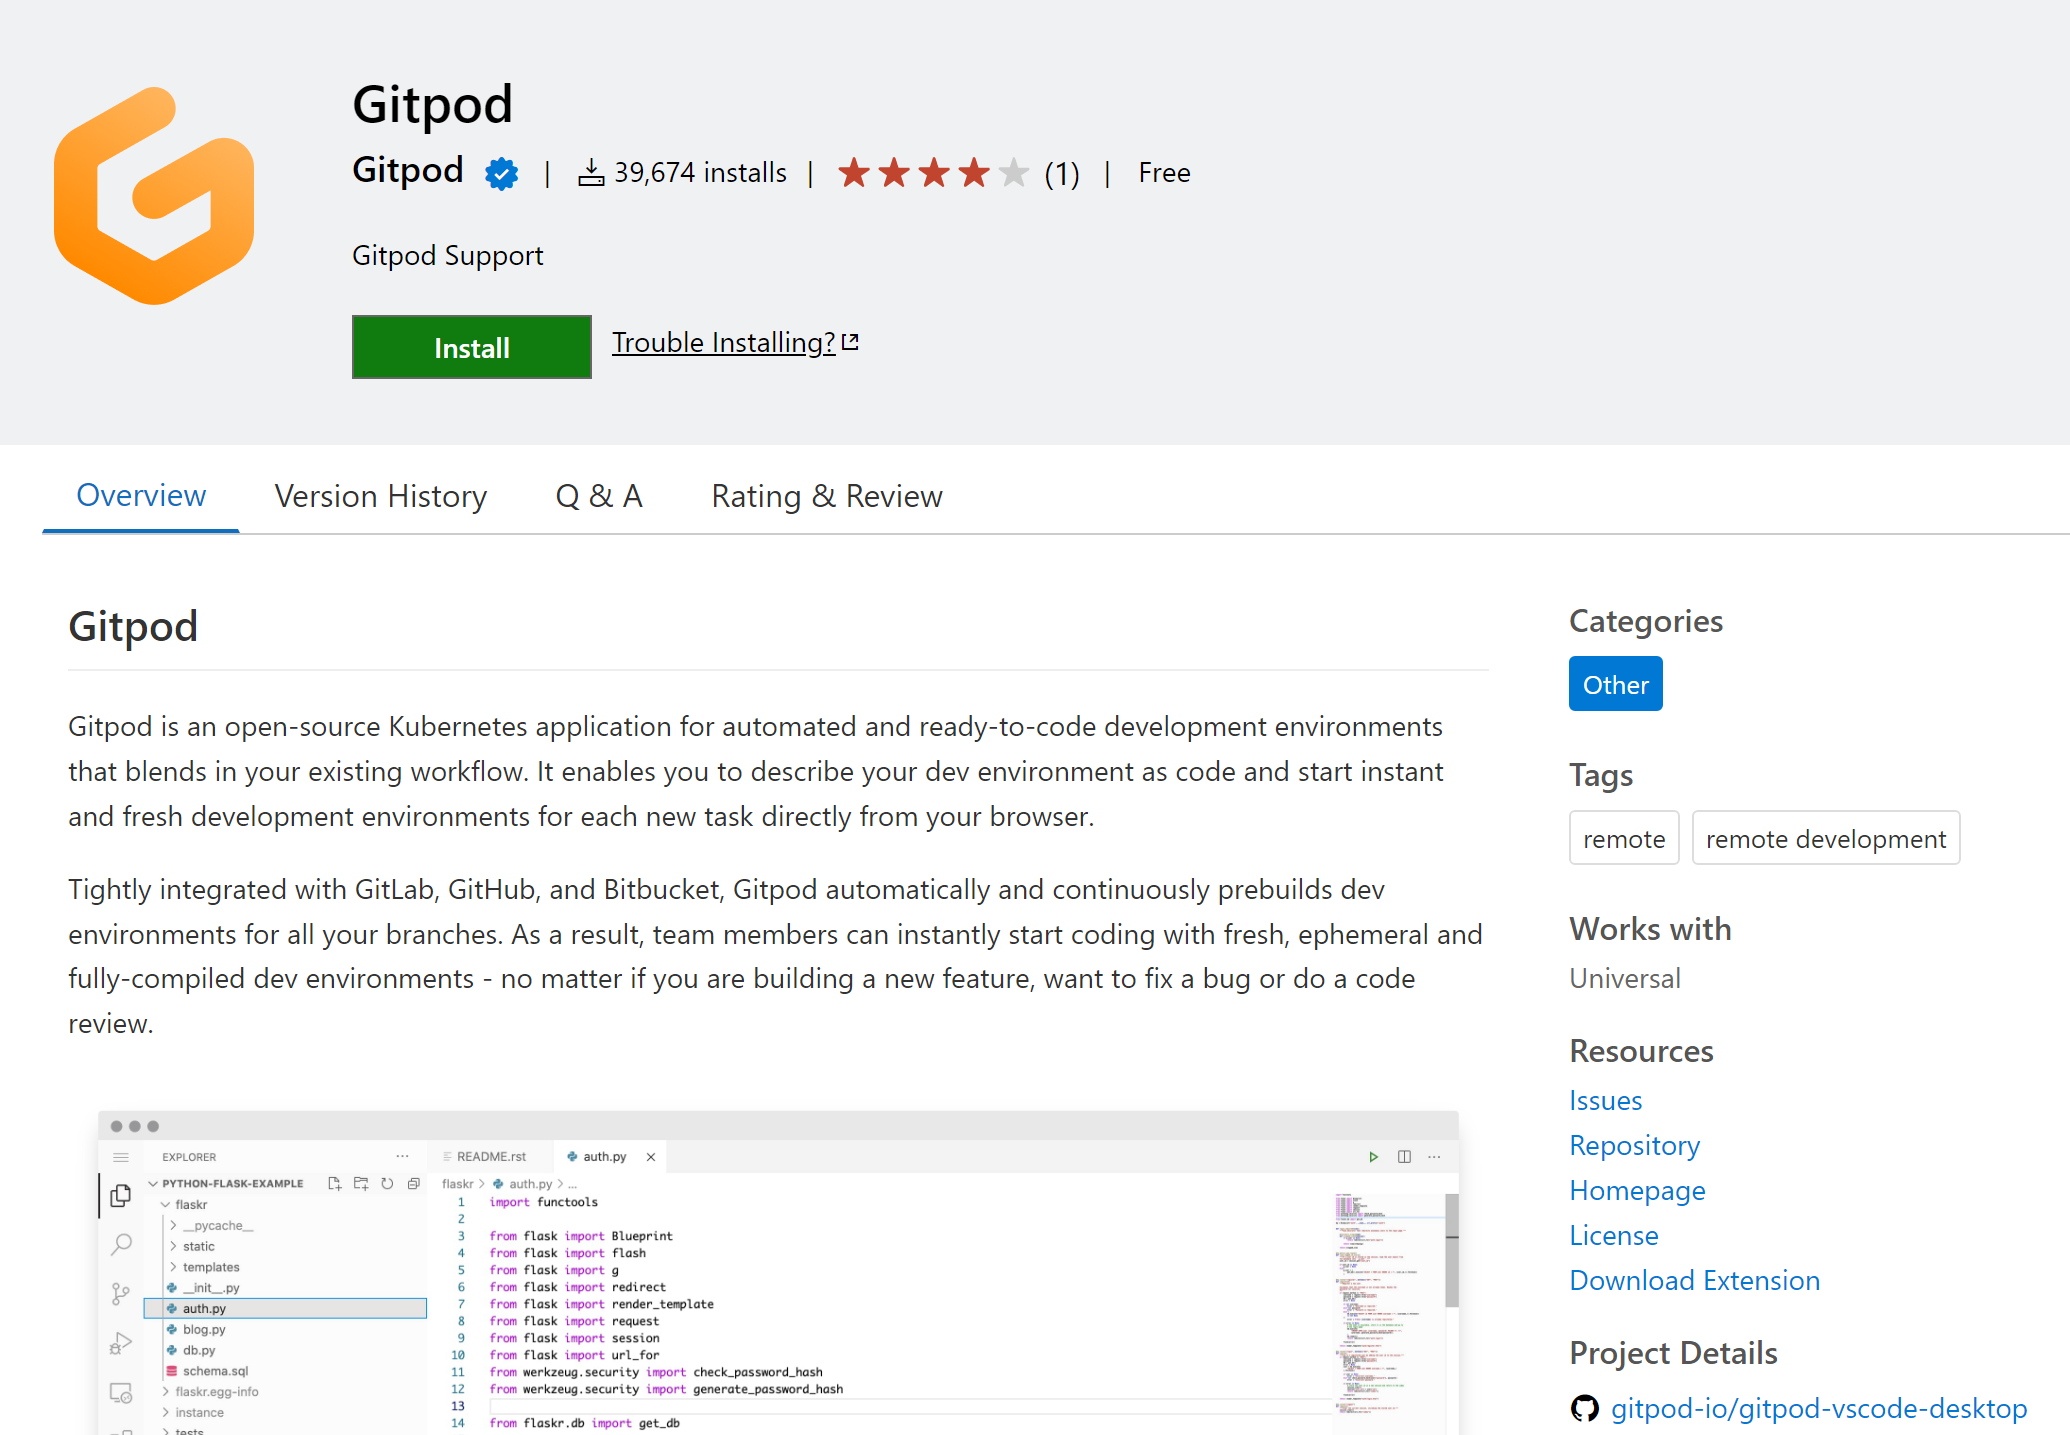 Gitpod
Gitpod | 39,674 installs | (1) | Free
Gitpod Support
Install Trouble Installing?
Overview Version History Q & A Rating & Review
Gitpod
Gitpod is an open-source Kubernetes application for automated and ready-to-code development environments
that blends in your existing workflow. It enables you to describe your dev environment as code and start instant
and fresh development environments for each new task directly from your browser.
Tightly integrated with GitLab, GitHub, and Bitbucket, Gitpod automatically and continuously prebuilds dev
environments for all your branches. As a result, team members can instantly start coding with fresh, ephemeral and
fully-compiled dev environments - no matter if you are building a new feature, want to fix a bug or do a code
review.
EXPLORER
PYTHON-FLASK-EXAMPLE
flaskr
__pycache__
static
templates
__init__.py
auth.py
blog.py
db.py
schema.sql
flaskr.egg-info
instance
tests
README.rst auth.py
flaskr > auth.py > ...
1 import functools
2
3 from flask import Blueprint
4 from flask import flash
5 from flask import g
6 from flask import redirect
7 from flask import render_template
8 from flask import request
9 from flask import session
10 from flask import url_for
11 from werkzeug.security import check_password_hash
12 from werkzeug.security import generate_password_hash
13
14 from flaskr.db import get_db
Categories
Other
Tags
remote remote development
Works with
Universal
Resources
Issues
Repository
Homepage
License
Download Extension
Project Details
gitpod-io/gitpod-vscode-desktop